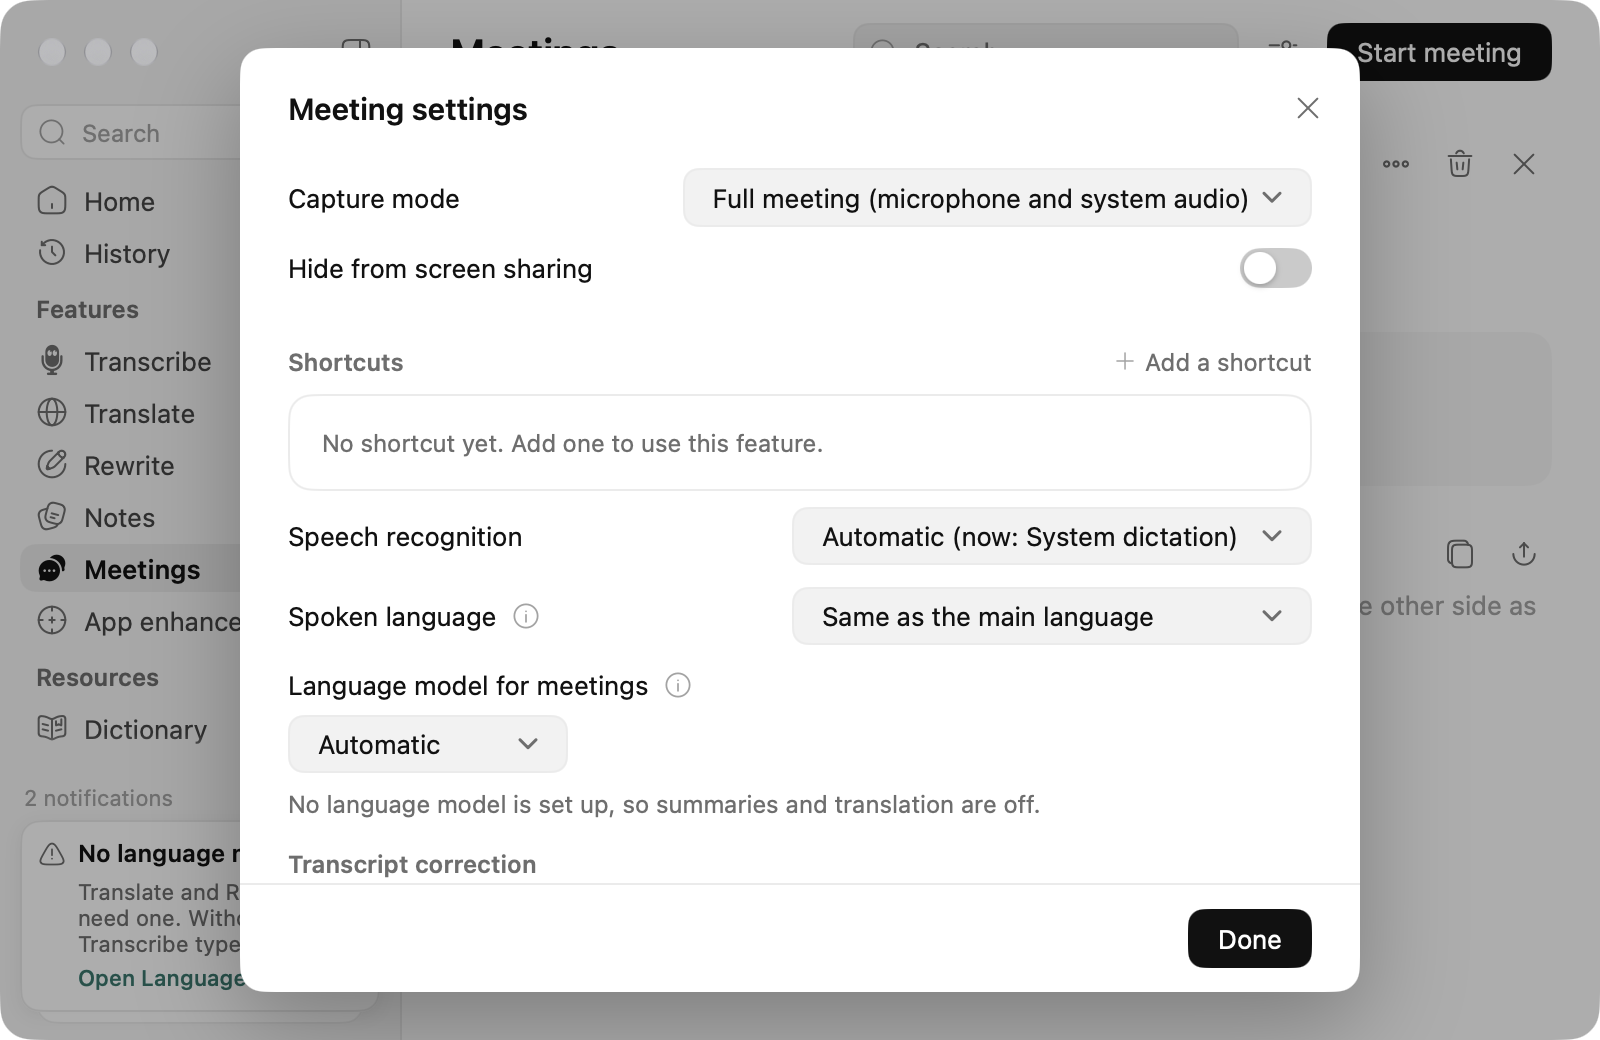 Start meeting
Search
Home
History
Features
Transcribe
Translate
Rewrite
Notes
Meetings
App enhance
Resources
Dictionary
2 notifications
No language
Translate and R
need one. Witho
Transcribe type
Open Language
Meeting settings
Capture mode
Full meeting (microphone and system audio)
Hide from screen sharing
Shortcuts
Add a shortcut
No shortcut yet. Add one to use this feature.
Speech recognition
Automatic (now: System dictation)
Spoken language
Same as the main language
Language model for meetings
Automatic
No language model is set up, so summaries and translation are off.
Transcript correction
Done
e other side as